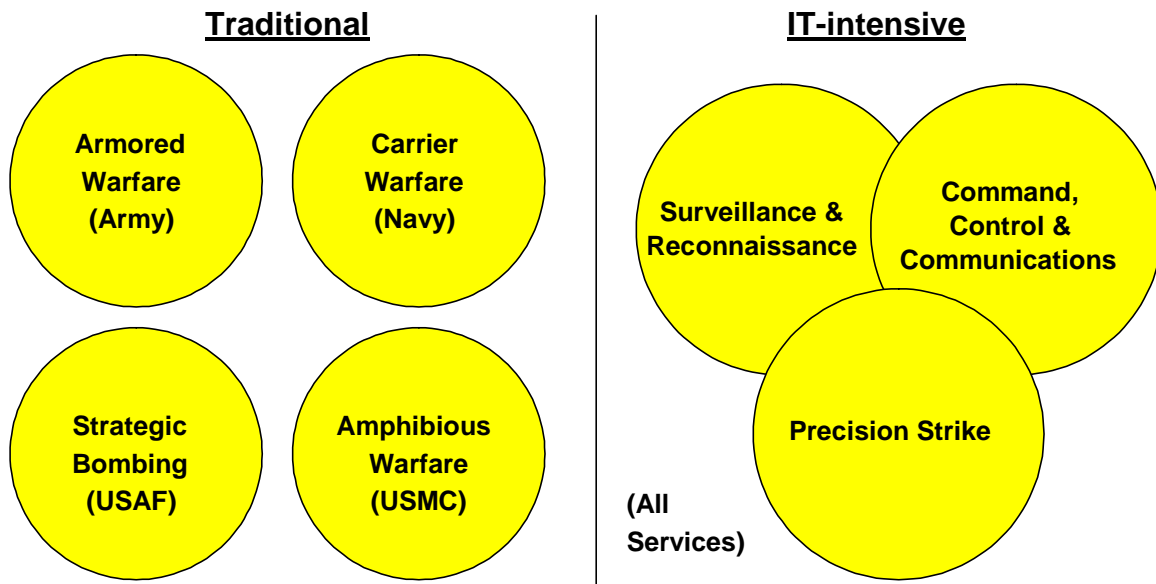 Traditional
Armored
Warfare
(Army)
Carrier
Warfare
(Navy)
Strategic
Bombing
(USAF)
Amphibious
Warfare
(USMC)
IT-intensive
Surveillance &
Reconnaissance
Command,
Control &
Communications
Precision Strike
(All
Services)